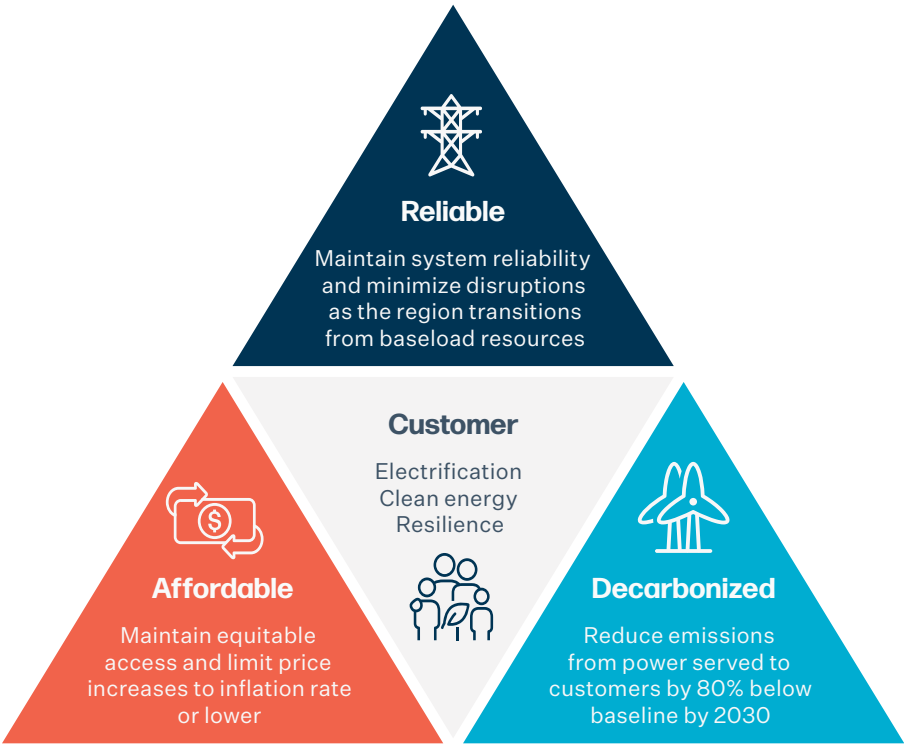 Reliable
Maintain system reliability
and minimize disruptions
as the region transitions
from baseload resources
Customer
Electrification
Clean energy
Resilience
$
Affordable
Maintain equitable
access and limit price
increases to inflation rate
or lower
Decarbonized
Reduce emissions
from power served to
customers by 80% below
baseline by 2030